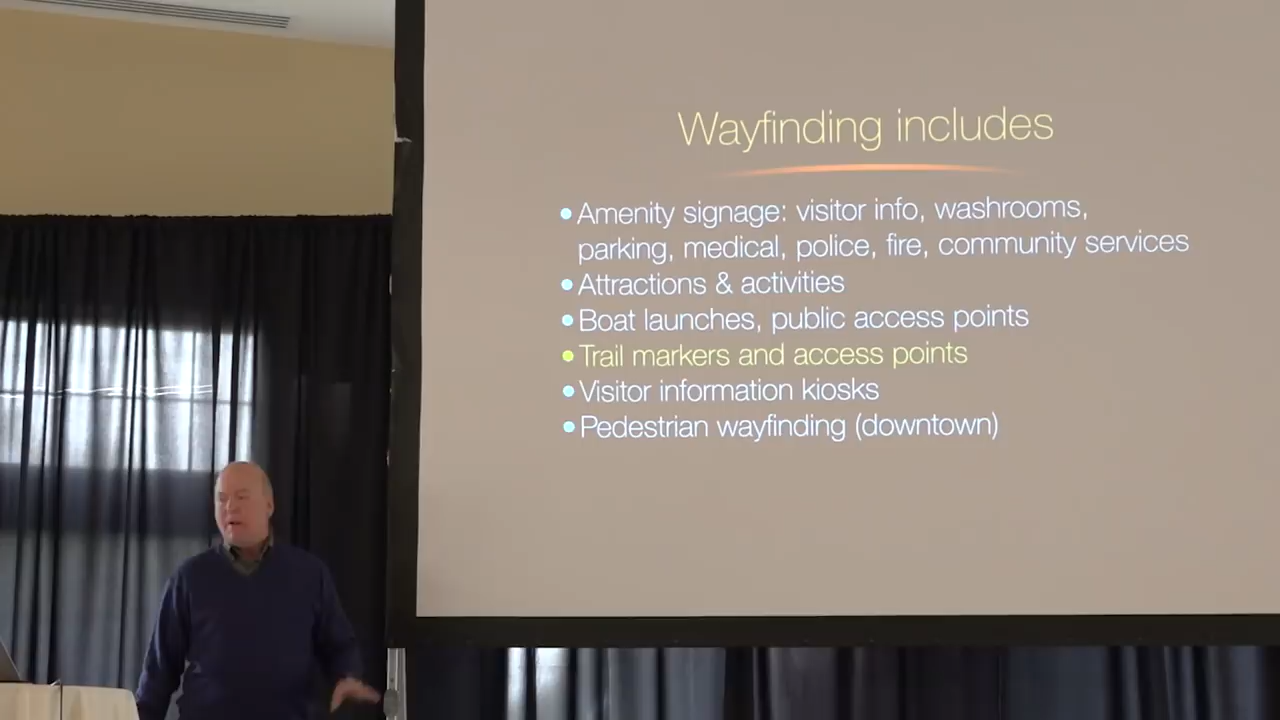 Wayfinding includes
• Amenity signage: visitor info, washrooms,
parking, medical, police, fire, community services
• Attractions & activities
• Boat launches, public access points
• Trail markers and access points
• Visitor information kiosks
• Pedestrian wayfinding (downtown)